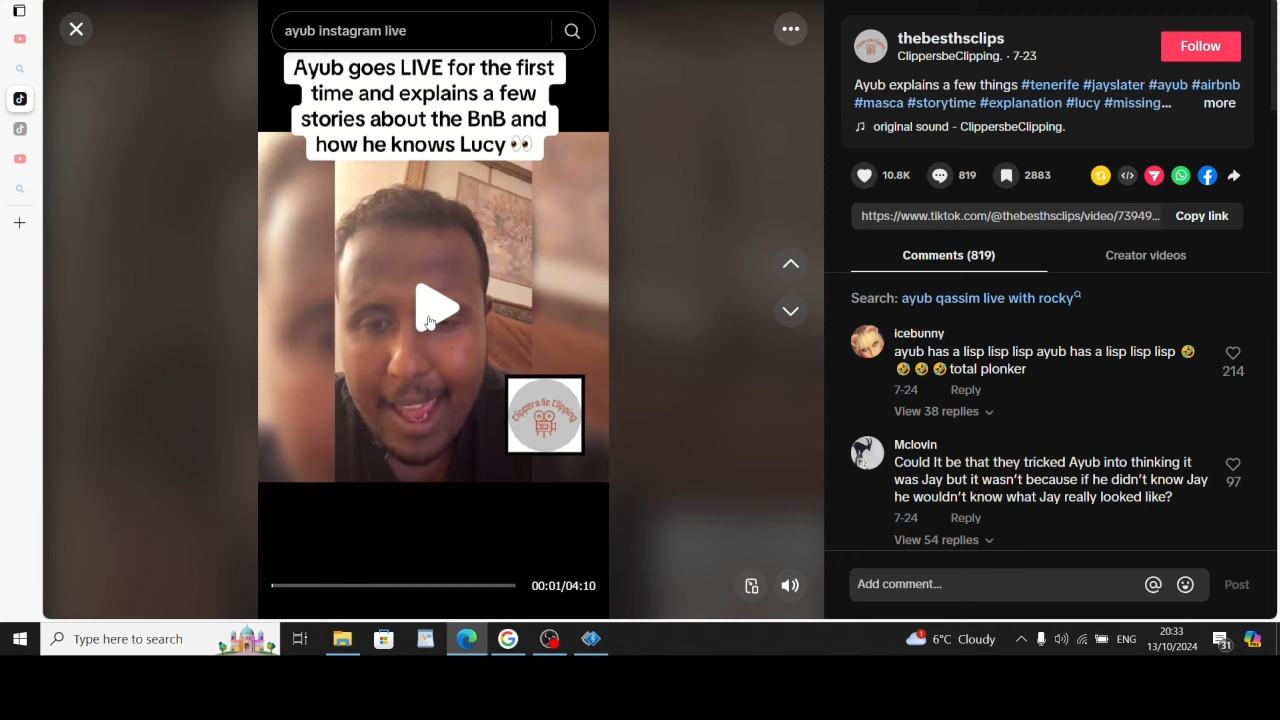 ayub instagram live
Ayub goes LIVE for the first
time and explains a few
stories about the BnB and
how he knows Lucy 👀
Clippers Be Clipping
00:01/04:10
thebesthsclips
ClippersbeClipping. · 7-23
Follow
Ayub explains a few things #tenerife #jayslater #ayub #airbnb
#masca #storytime #explanation #lucy #missing...
more
original sound - ClippersbeClipping.
10.8K
819
2883
https://www.tiktok.com/@thebesthsclips/video/73949...
Copy link
Comments (819)
Creator videos
Search: ayub qassim live with rocky
icebunny
ayub has a lisp lisp lisp ayub has a lisp lisp lisp 🤣
🤣 🤣 🤣 total plonker
214
7-24
Reply
View 38 replies
Mclovin
Could It be that they tricked Ayub into thinking it
was Jay but it wasn't because if he didn't know Jay
he wouldn't know what Jay really looked like?
97
7-24
Reply
View 54 replies
Add comment...
Post
Type here to search
1
6°C Cloudy
ENG
20:33
13/10/2024
31